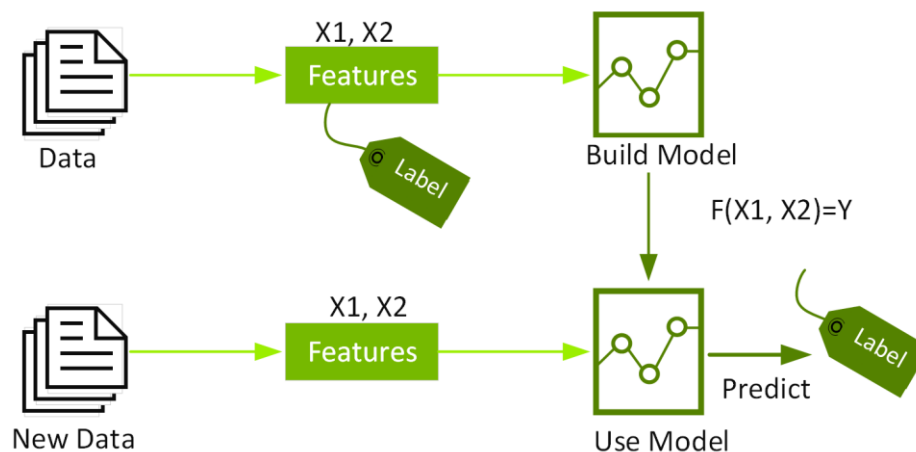 X1, X2
Features
Label
Data
Build Model
F(X1, X2)=Y
X1, X2
Features
Label
Predict
New Data
Use Model